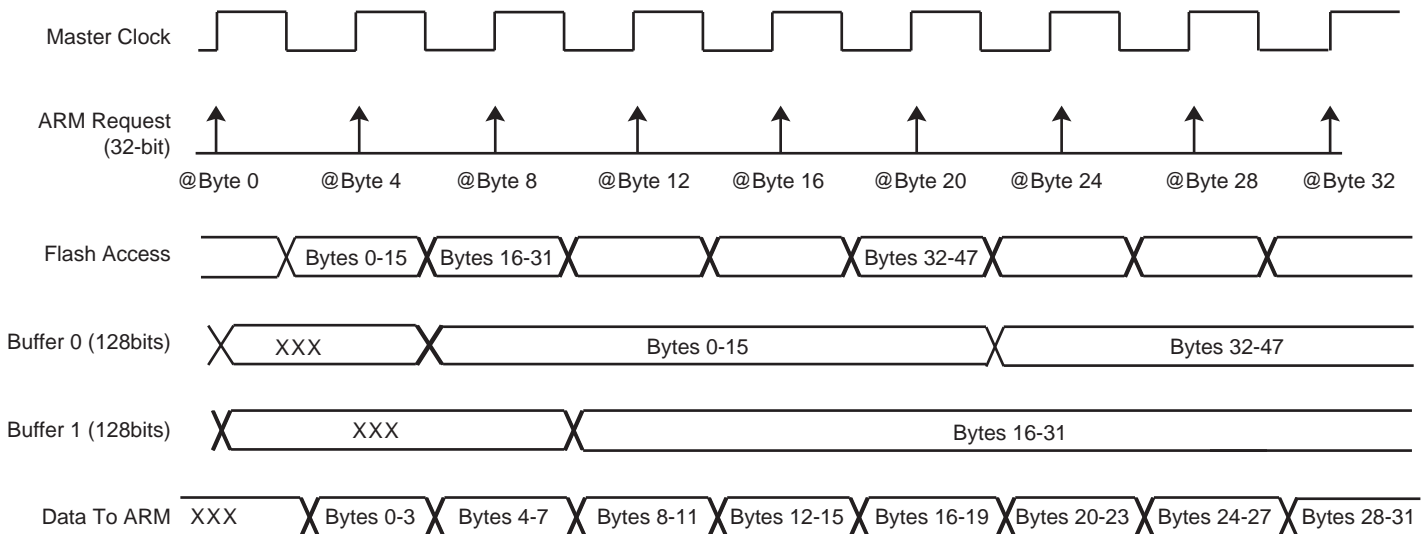 Master Clock
ARM Request
(32-bit)
@Byte 0 @Byte 4 @Byte 8 @Byte 12 @Byte 16 @Byte 20 @Byte 24 @Byte 28 @Byte 32
Flash Access Bytes 0-15 Bytes 16-31 Bytes 32-47
Buffer 0 (128bits) XXX Bytes 0-15 Bytes 32-47
Buffer 1 (128bits) XXX Bytes 16-31
Data To ARM XXX Bytes 0-3 Bytes 4-7 Bytes 8-11 Bytes 12-15 Bytes 16-19 Bytes 20-23 Bytes 24-27 Bytes 28-31